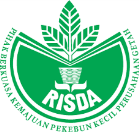 PIHAK BERKUASA KEMAJUAN PEKEBUN KECIL PERUSAHAAN GETAH
RISDA